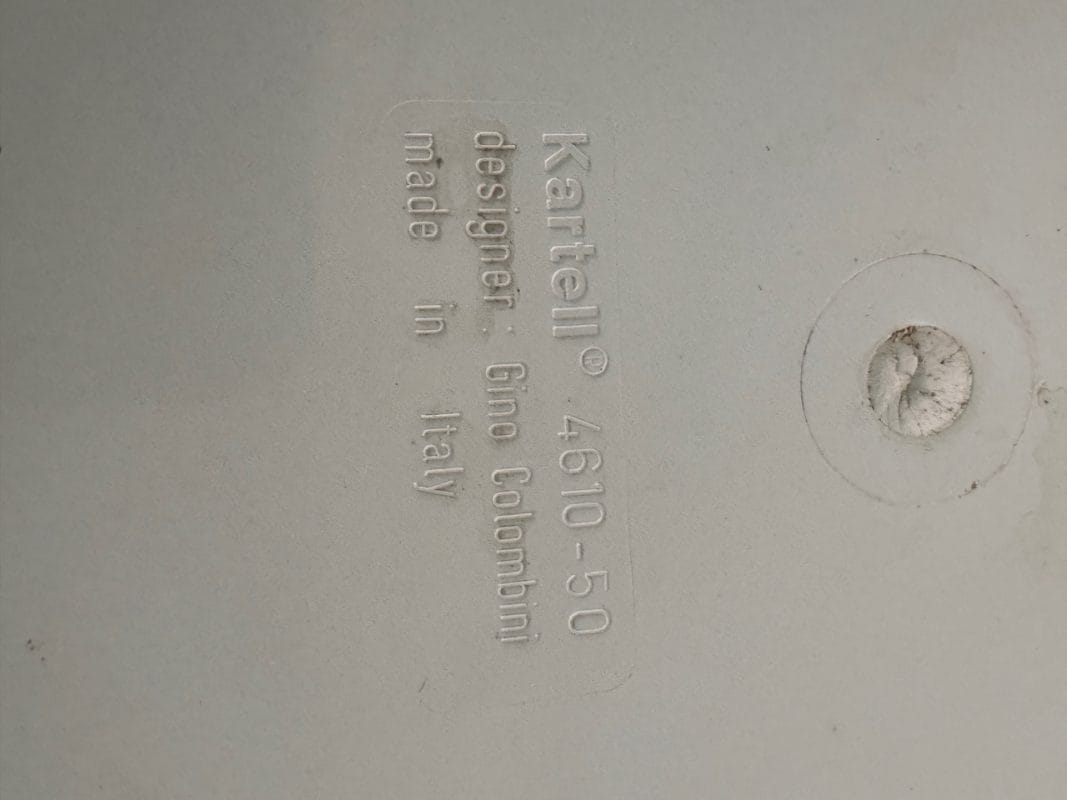 Kartell® 4610-50
designer: Gino Colombini
made in Italy